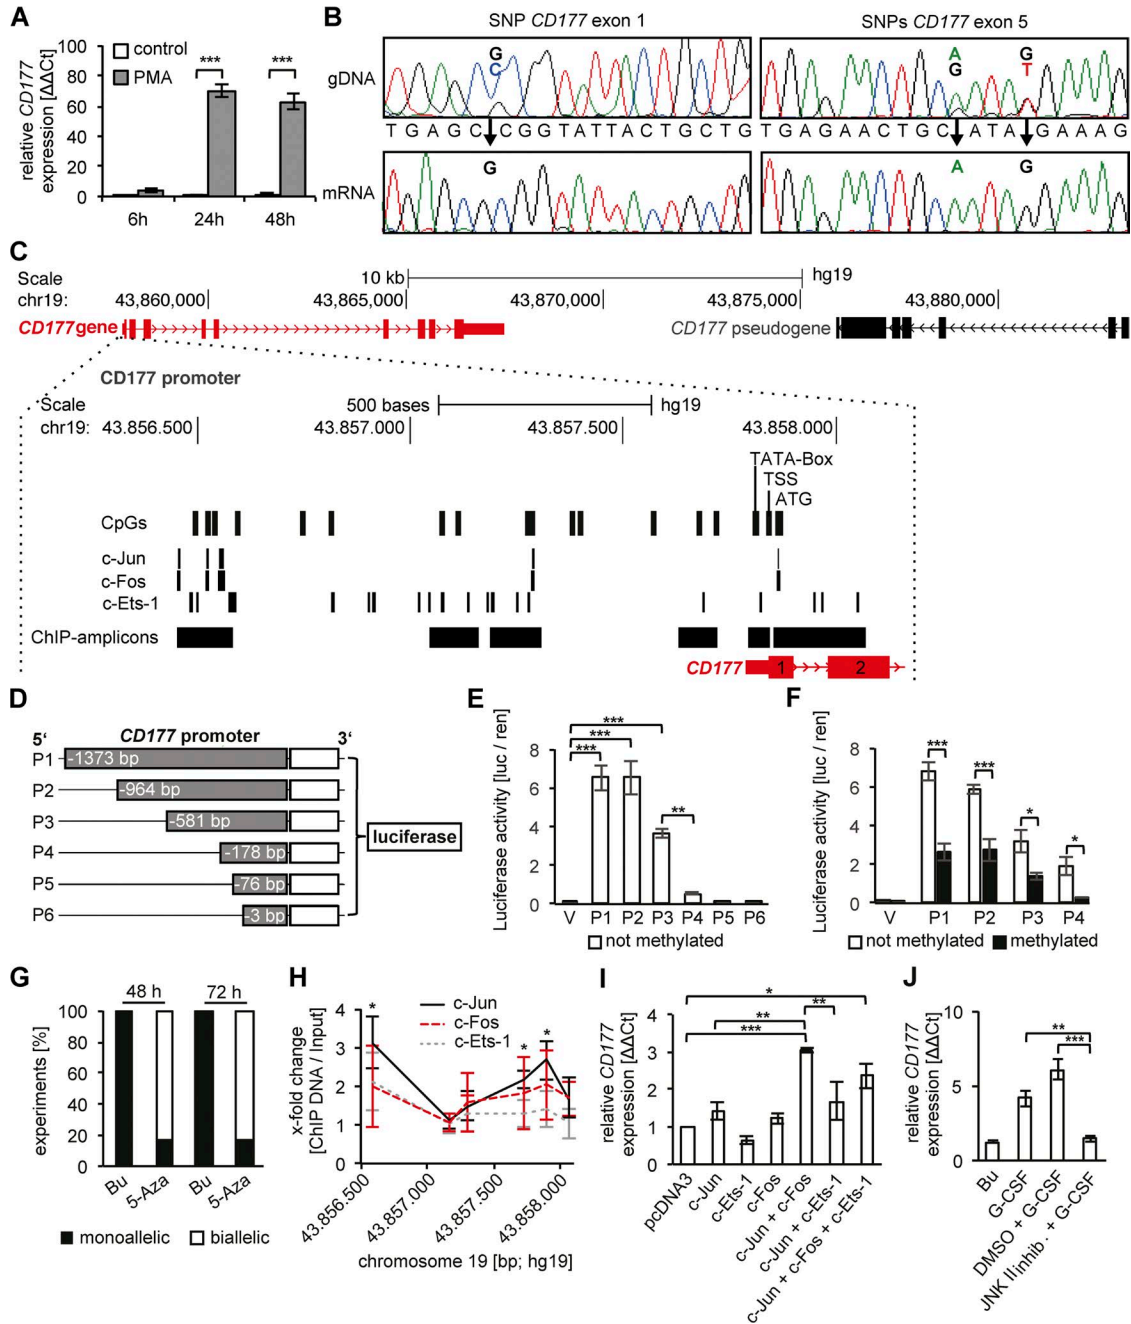 A
relative CD177
expression [ΔΔCt]
100
80
60
40
20
0
control
PMA
***
***
6h
24h
48h
B
SNP CD177 exon 1
SNPs CD177 exon 5
gDNA
G
C
A
G
G
T
T G A G C C G G T A T T A C T G C T G
T G A G A A C T G C A T A G A A A G
mRNA
G
A
G
C
Scale
chr19:
10 kb
hg19
43,860,000
43,865,000
43,870,000
43,875,000
43,880,000
CD177 gene
CD177 pseudogene
CD177 promoter
Scale
chr19:
500 bases
hg19
43.856.500
43.857.000
43.857.500
43.858.000
TATA-Box
TSS
ATG
CpGs
c-Jun
c-Fos
c-Ets-1
ChIP-amplicons
CD177
1
2
D
5‘
CD177 promoter
3‘
P1
-1373 bp
P2
-964 bp
P3
-581 bp
P4
-178 bp
P5
-76 bp
P6
-3 bp
luciferase
E
Luciferase activity [luc / ren]
8
6
4
2
0
***
***
***
**
V P1 P2 P3 P4 P5 P6
not methylated
F
Luciferase activity [luc / ren]
8
6
4
2
0
***
***
*
*
V P1 P2 P3 P4
not methylated
methylated
G
48 h
72 h
experiments [%]
100
80
60
40
20
0
Bu
5-Aza
Bu
5-Aza
monoallelic
biallelic
H
x-fold change
[ChIP DNA / Input]
4
3
2
1
0
c-Jun
c-Fos
c-Ets-1
*
*
*
43.856.500
43.857.000
43.857.500
43.858.000
chromosome 19 [bp; hg19]
I
relative CD177
expression [ΔΔCt]
4
3
2
1
0
*
**
**
***
pcDNA3
c-Jun
c-Ets-1
c-Fos
c-Jun + c-Fos
c-Jun + c-Ets-1
c-Jun + c-Fos + c-Ets-1
J
relative CD177
expression [ΔΔCt]
10
5
0
**
***
Bu
G-CSF
DMSO + G-CSF
JNK IIinhib. + G-CSF